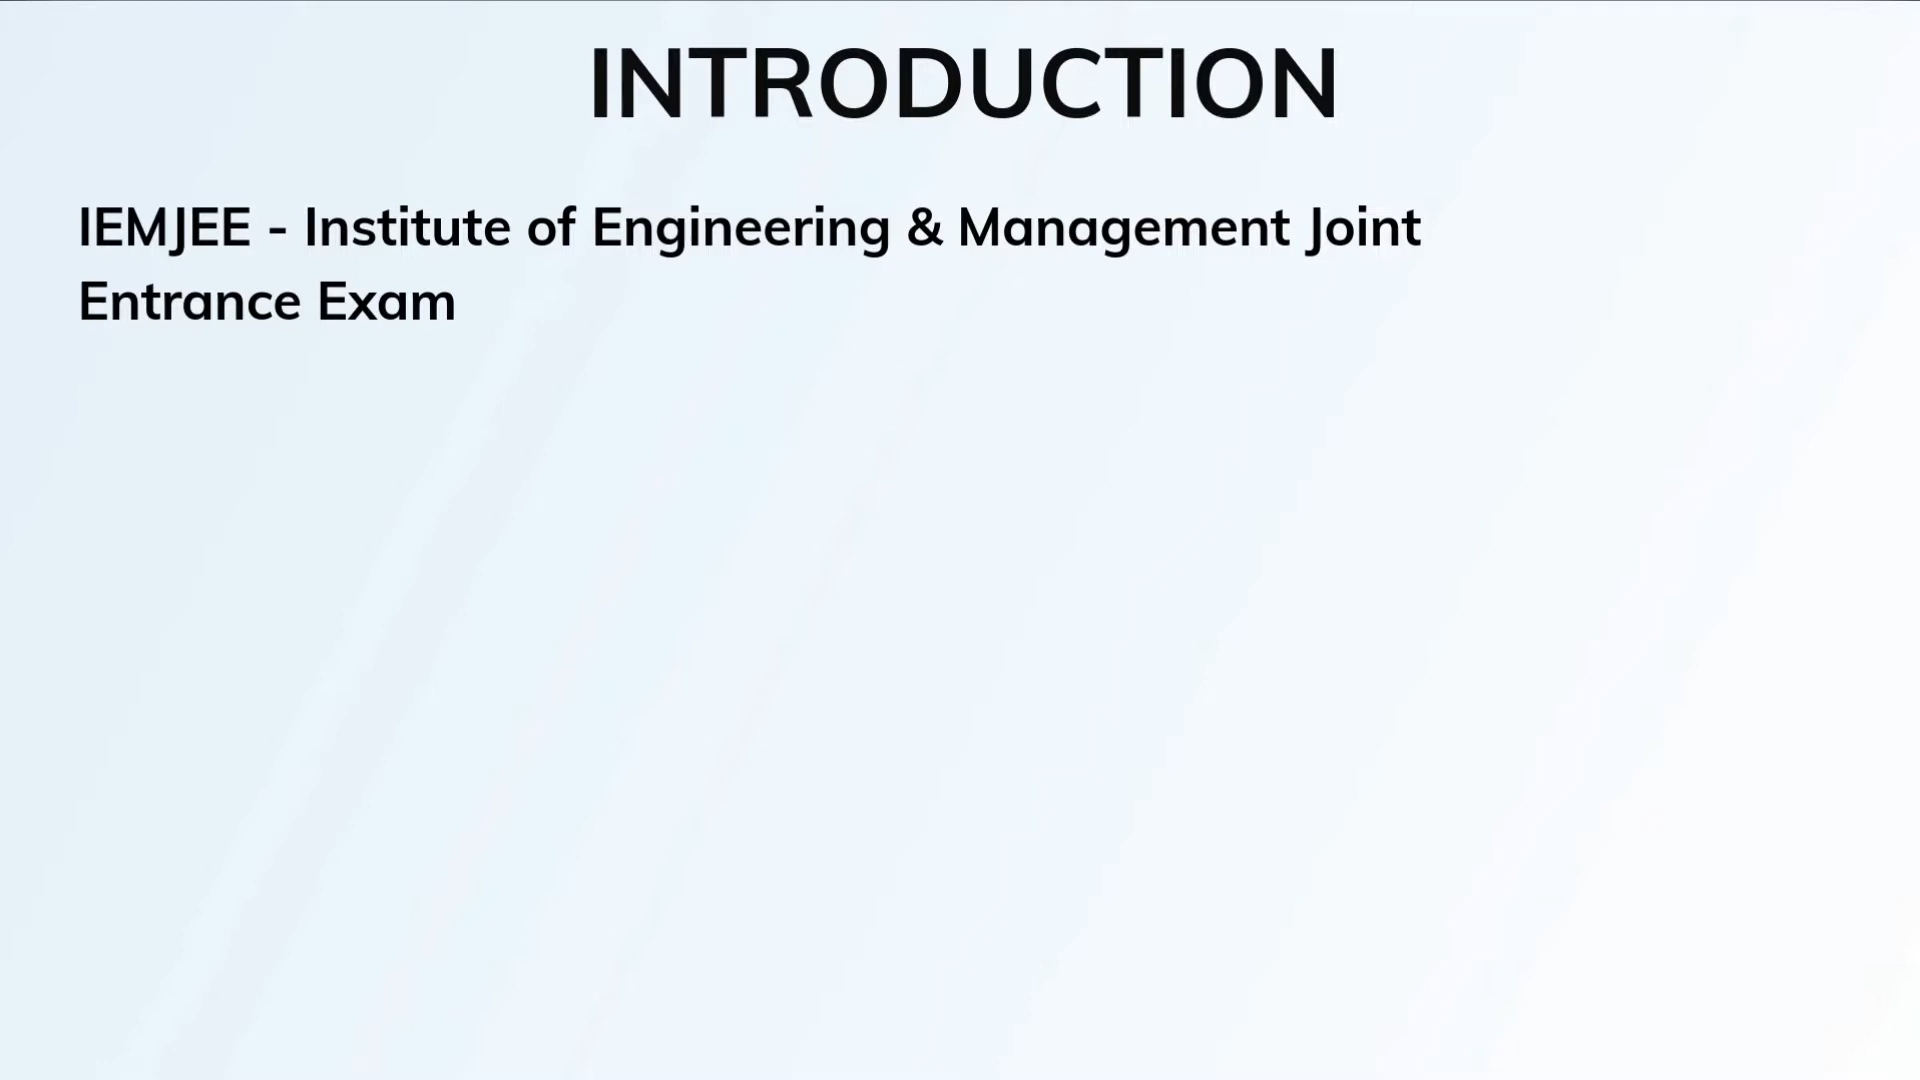 INTRODUCTION
IEMJEE - Institute of Engineering & Management Joint
Entrance Exam